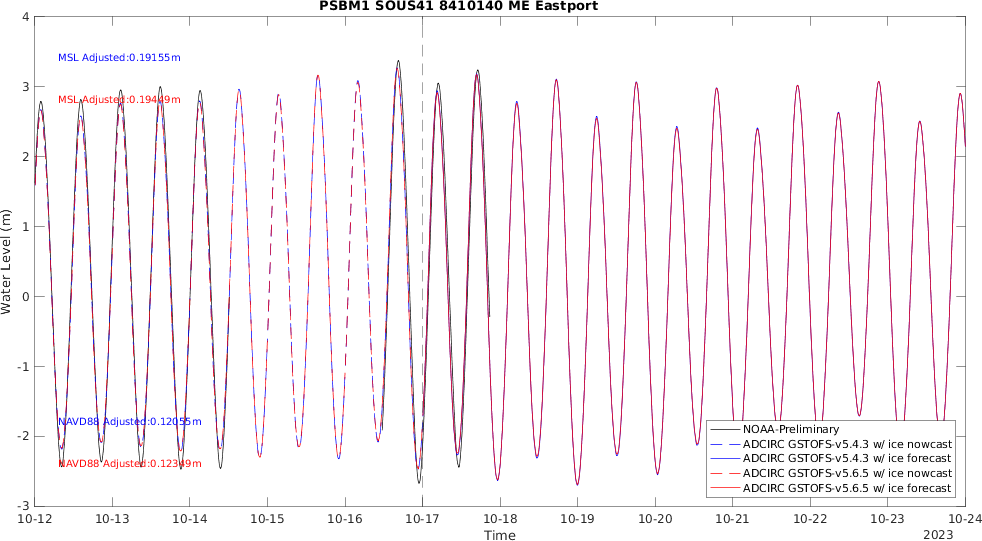 PSBM1 SOUS41 8410140 ME Eastport
4
3
2
1
0
-1
-2
-3
Water Level (m)
MSL Adjusted:0.19155m
MSL Adjusted:0.19449m
NAVD88 Adjusted:0.12055m
NAVD88 Adjusted:0.12349m
NOAA-Preliminary
ADCIRC GSTOFS-v5.4.3 w/ ice nowcast
ADCIRC GSTOFS-v5.4.3 w/ ice forecast
ADCIRC GSTOFS-v5.6.5 w/ ice nowcast
ADCIRC GSTOFS-v5.6.5 w/ ice forecast
10-12 10-13 10-14 10-15 10-16 10-17 10-18 10-19 10-20 10-21 10-22 10-23 10-24
Time
2023